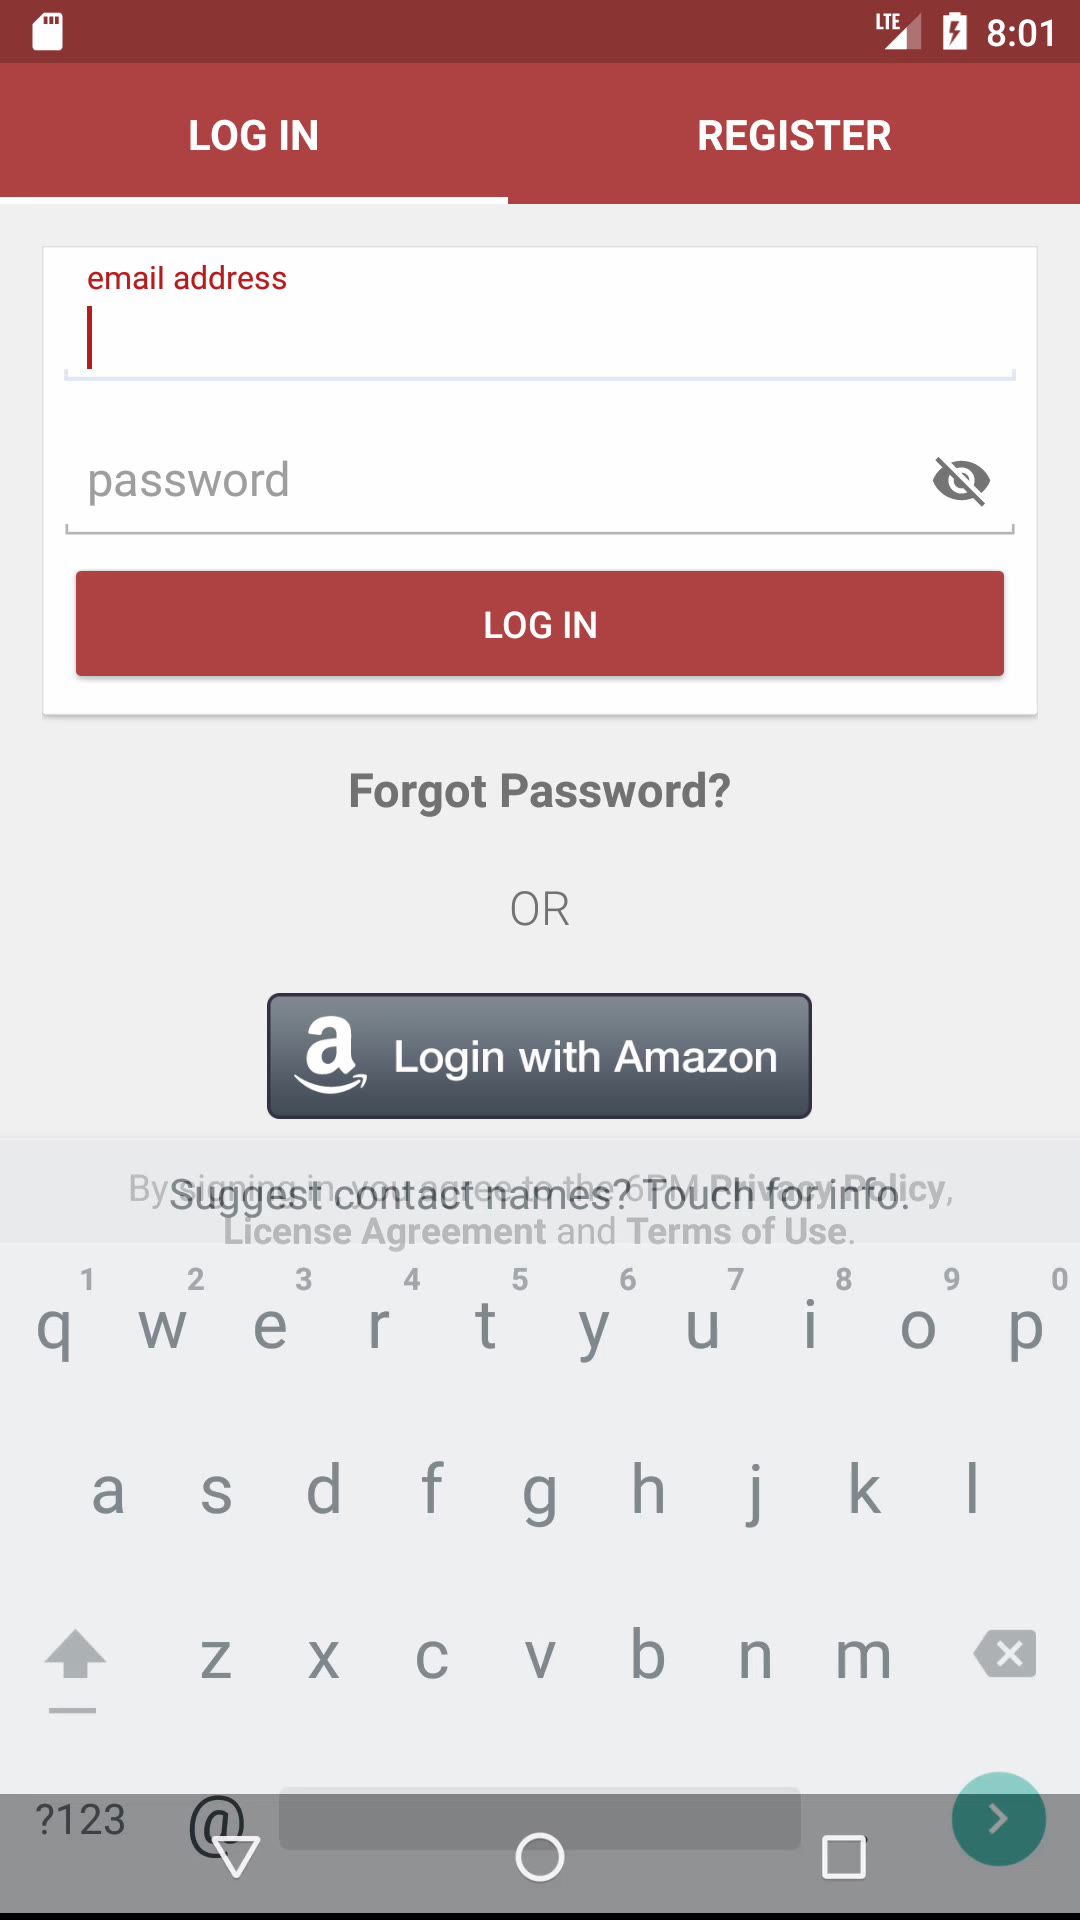 LTE 8:01
LOG IN REGISTER
email address
password
LOG IN
Forgot Password?
OR
a Login with Amazon
By signing in, you agree to the 6PM Privacy Policy,
Suggest contact names? Touch for info.
License Agreement and Terms of Use.
1 2 3 4 5 6 7 8 9 0
q w e r t y u i o p
a s d f g h j k l
z x c v b n m
?123 @